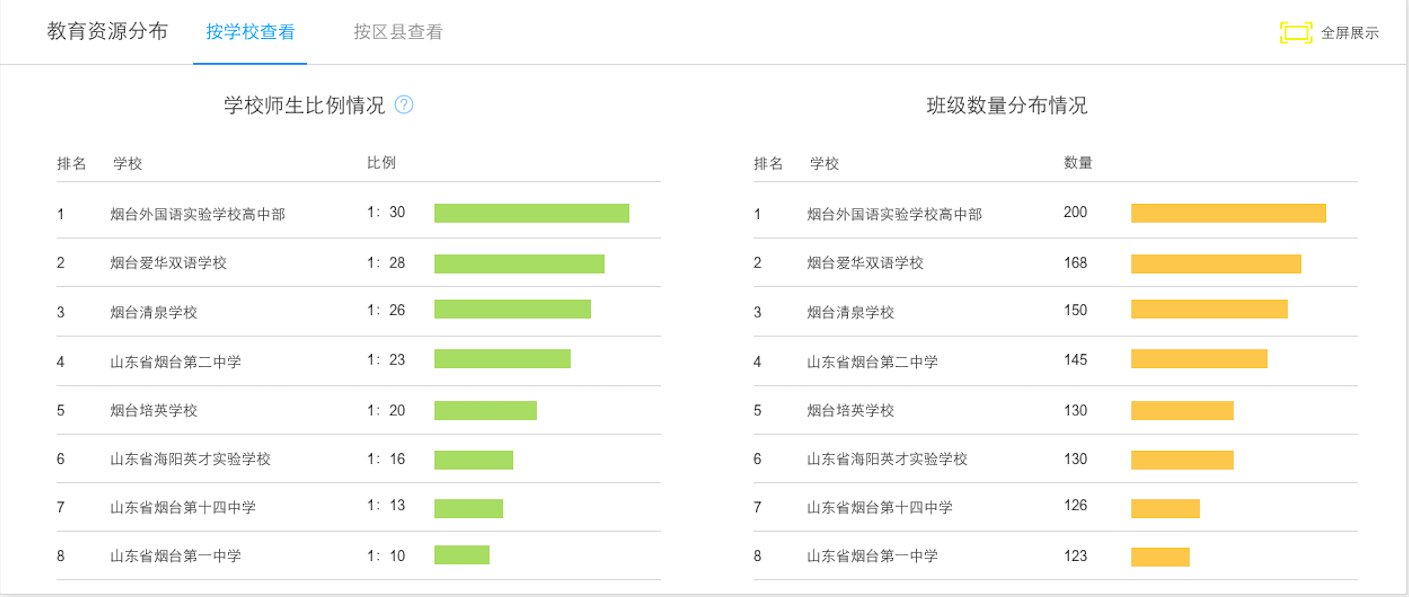 教育资源分布 按学校查看 按区县查看 全屏展示
学校师生比例情况 ?
排名 学校 比例
1 烟台外国语实验学校高中部 1：30
2 烟台爱华双语学校 1：28
3 烟台清泉学校 1：26
4 山东省烟台第二中学 1：23
5 烟台培英学校 1：20
6 山东省海阳英才实验学校 1：16
7 山东省烟台第十四中学 1：13
8 山东省烟台第一中学 1：10
班级数量分布情况
排名 学校 数量
1 烟台外国语实验学校高中部 200
2 烟台爱华双语学校 168
3 烟台清泉学校 150
4 山东省烟台第二中学 145
5 烟台培英学校 130
6 山东省海阳英才实验学校 130
7 山东省烟台第十四中学 126
8 山东省烟台第一中学 123